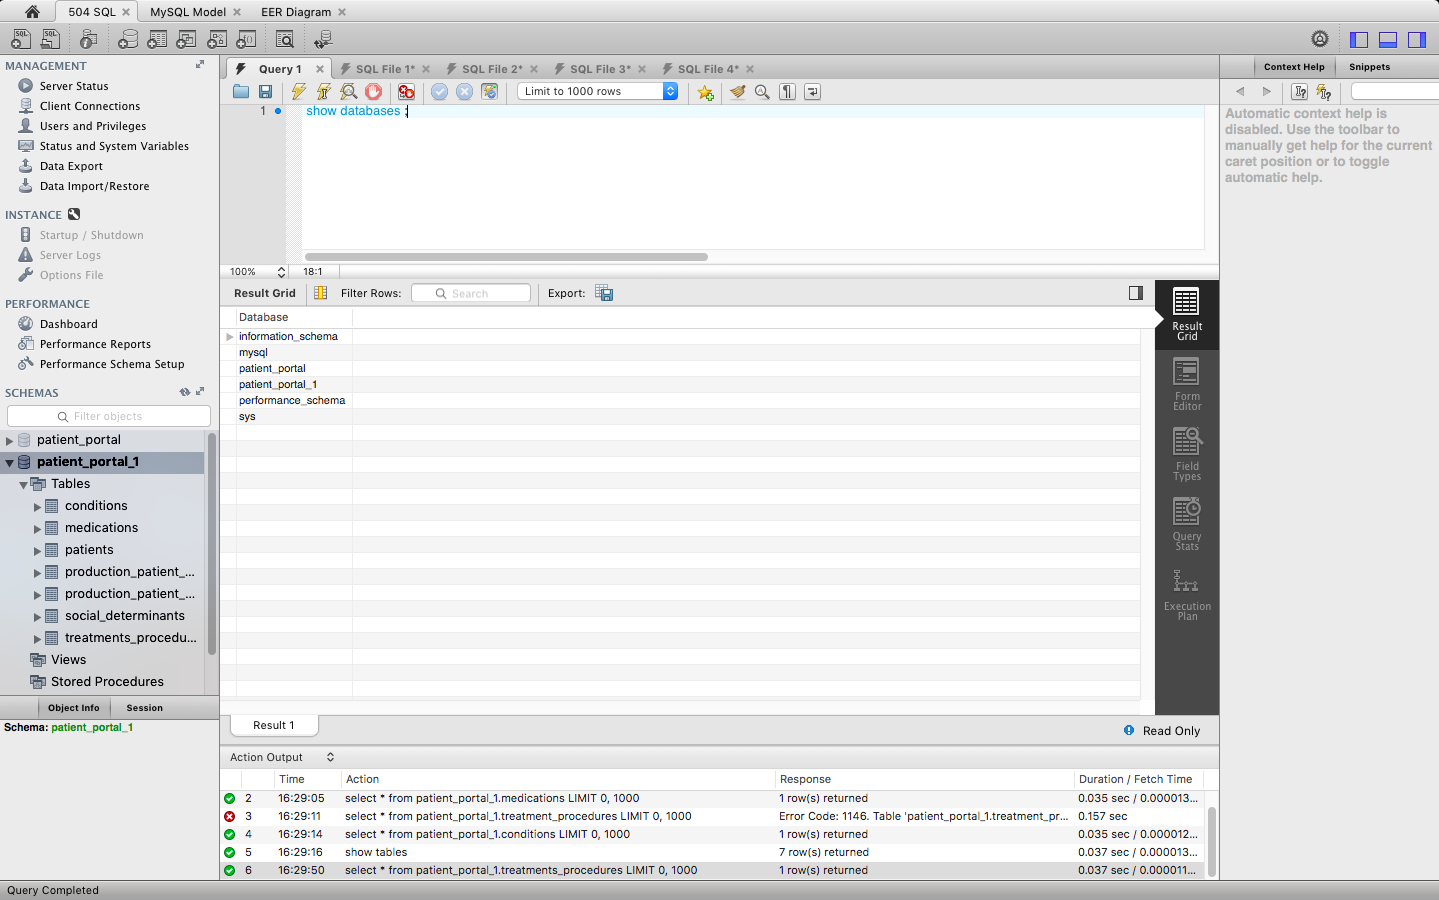 504 SQL
MySQL Model
EER Diagram
MANAGEMENT
Server Status
Client Connections
Users and Privileges
Status and System Variables
Data Export
Data Import/Restore
INSTANCE
Startup / Shutdown
Server Logs
Options File
PERFORMANCE
Dashboard
Performance Reports
Performance Schema Setup
SCHEMAS
Filter objects
patient_portal
patient_portal_1
Tables
conditions
medications
patients
production_patient_...
production_patient_...
social_determinants
treatments_procedu...
Views
Stored Procedures
Object Info
Session
Schema: patient_portal_1
Query 1
SQL File 1*
SQL File 2*
SQL File 3*
SQL File 4*
Limit to 1000 rows
1
show databases ;
100%
18:1
Result Grid
Filter Rows:
Search
Export:
Database
information_schema
mysql
patient_portal
patient_portal_1
performance_schema
sys
Result
Grid
Form
Editor
Field
Types
Query
Stats
Execution
Plan
Result 1
Read Only
Action Output
Time Action Response Duration / Fetch Time
2 16:29:05 select * from patient_portal_1.medications LIMIT 0, 1000 1 row(s) returned 0.035 sec / 0.000013...
3 16:29:11 select * from patient_portal_1.treatment_procedures LIMIT 0, 1000 Error Code: 1146. Table 'patient_portal_1.treatment_pr... 0.157 sec
4 16:29:14 select * from patient_portal_1.conditions LIMIT 0, 1000 1 row(s) returned 0.035 sec / 0.000012...
5 16:29:16 show tables 7 row(s) returned 0.037 sec / 0.000013...
6 16:29:50 select * from patient_portal_1.treatments_procedures LIMIT 0, 1000 1 row(s) returned 0.037 sec / 0.000011...
Context Help
Snippets
Automatic context help is
disabled. Use the toolbar to
manually get help for the current
caret position or to toggle
automatic help.
Query Completed